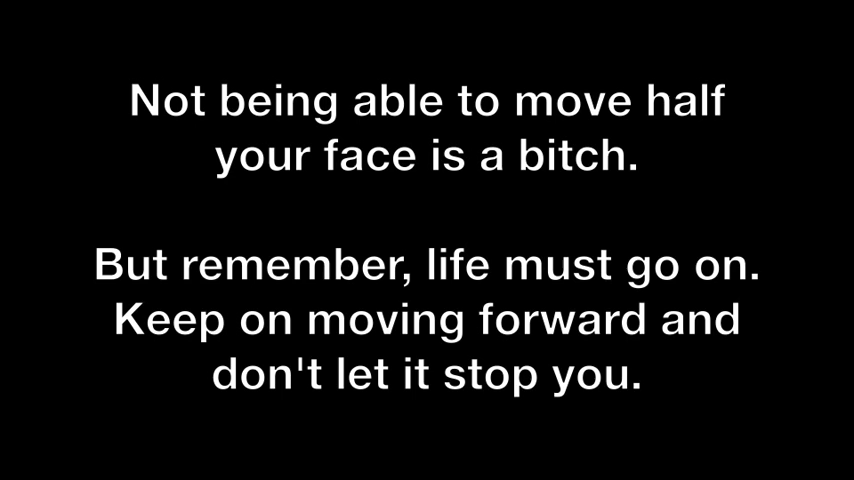 Not being able to move half
your face is a bitch.
But remember, life must go on.
Keep on moving forward and
don't let it stop you.